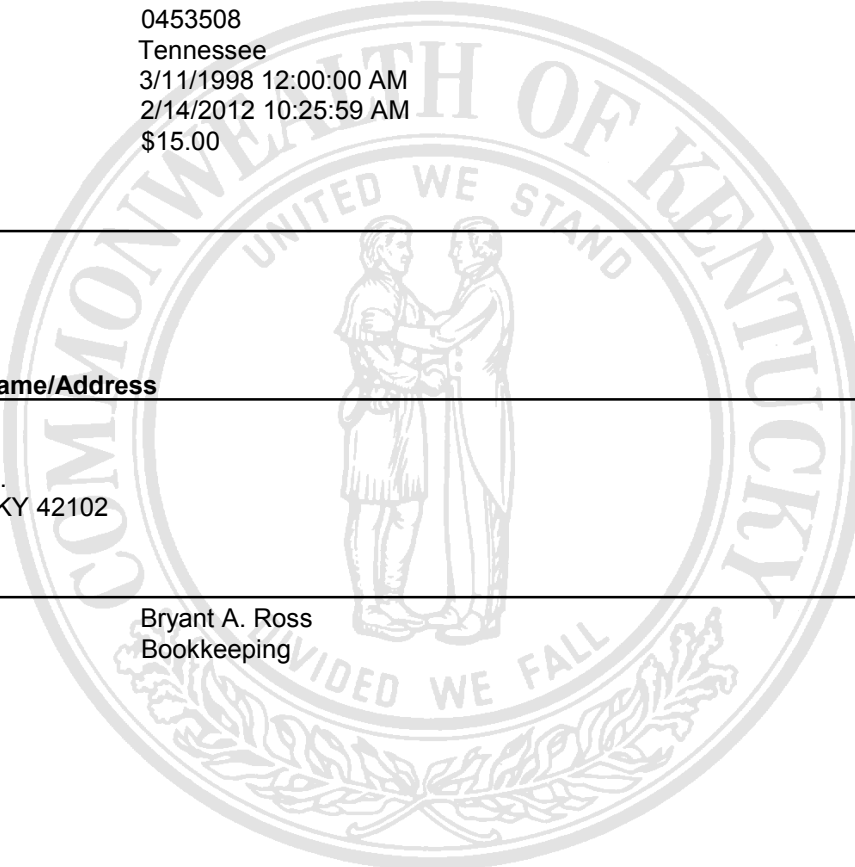 0453508
Tennessee
3/11/1998 12:00:00 AM
2/14/2012 10:25:59 AM
$15.00
COMMONWEALTH OF KENTUCKY
UNITED WE STAND
ame/Address
.
KY 42102
Bryant A. Ross
Bookkeeping
DIVIDED WE FALL